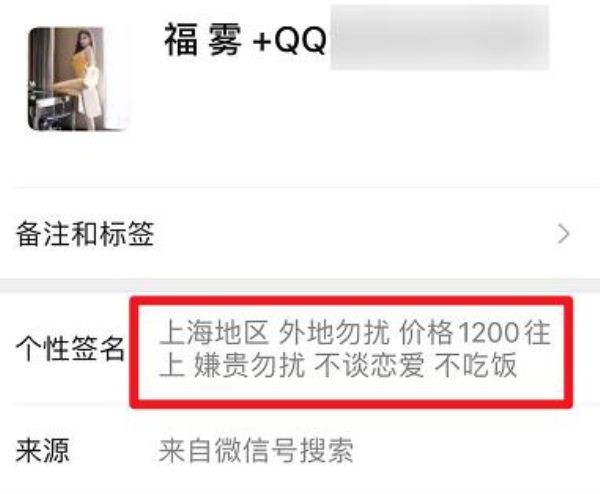 福 雾 +QQ
备注和标签
个性签名
上海地区 外地勿扰 价格1200往
上 嫌贵勿扰 不谈恋爱 不吃饭
来源 来自微信号搜索